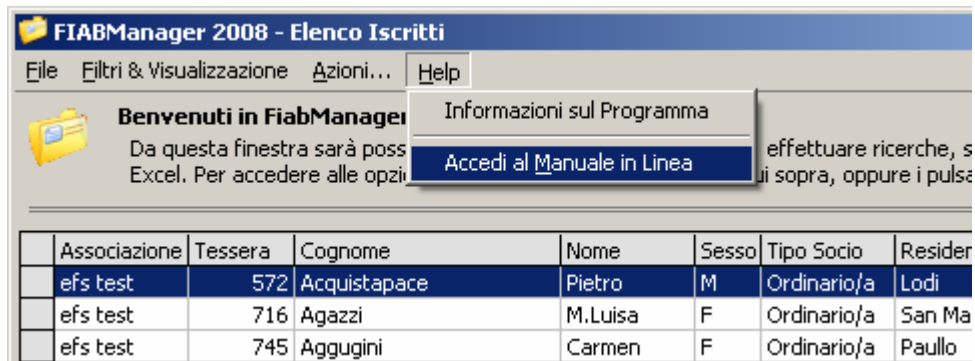 FIABManager 2008 - Elenco Iscritti
File Filtri & Visualizzazione Azioni... Help
Informazioni sul Programma
Accedi al Manuale in Linea
Benvenuti in FiabManager
Da questa finestra sarà poss effettuare ricerche, s
Excel. Per accedere alle opzi ui sopra, oppure i pulsa
Associazione Tessera Cognome Nome Sesso Tipo Socio Residen
efs test 572 Acquistapace Pietro M Ordinario/a Lodi
efs test 716 Agazzi M.Luisa F Ordinario/a San Ma
efs test 745 Aggugini Carmen F Ordinario/a Paullo